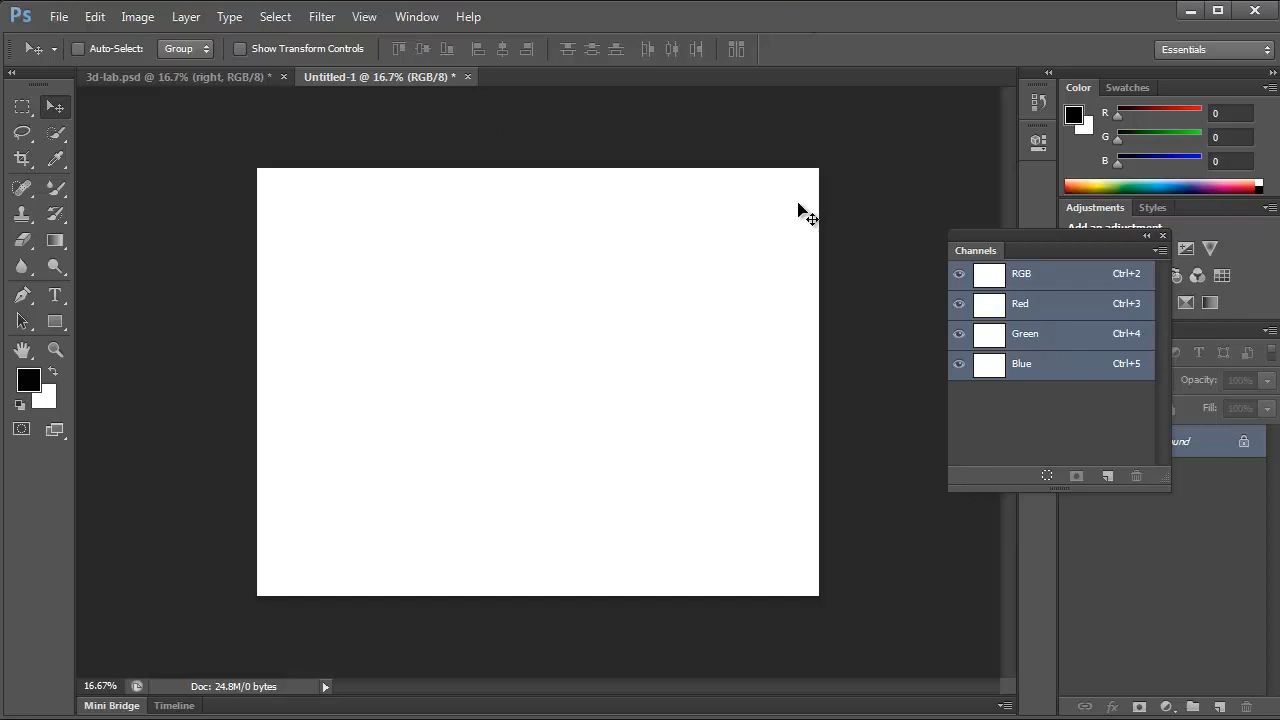 Ps File Edit Image Layer Type Select Filter View Window Help
Auto-Select: Group Show Transform Controls Essentials
3d-lab.psd @ 16.7% (right, RGB/8) * Untitled-1 @ 16.7% (RGB/8) *
Color Swatches
R 0
G 0
B 0
Adjustments Styles
Add an adjustment
Channels
RGB Ctrl+2
Red Ctrl+3
Green Ctrl+4
Blue Ctrl+5
Opacity: 100%
Fill: 100%
16.67% Doc: 24.8M/0 bytes
Mini Bridge Timeline